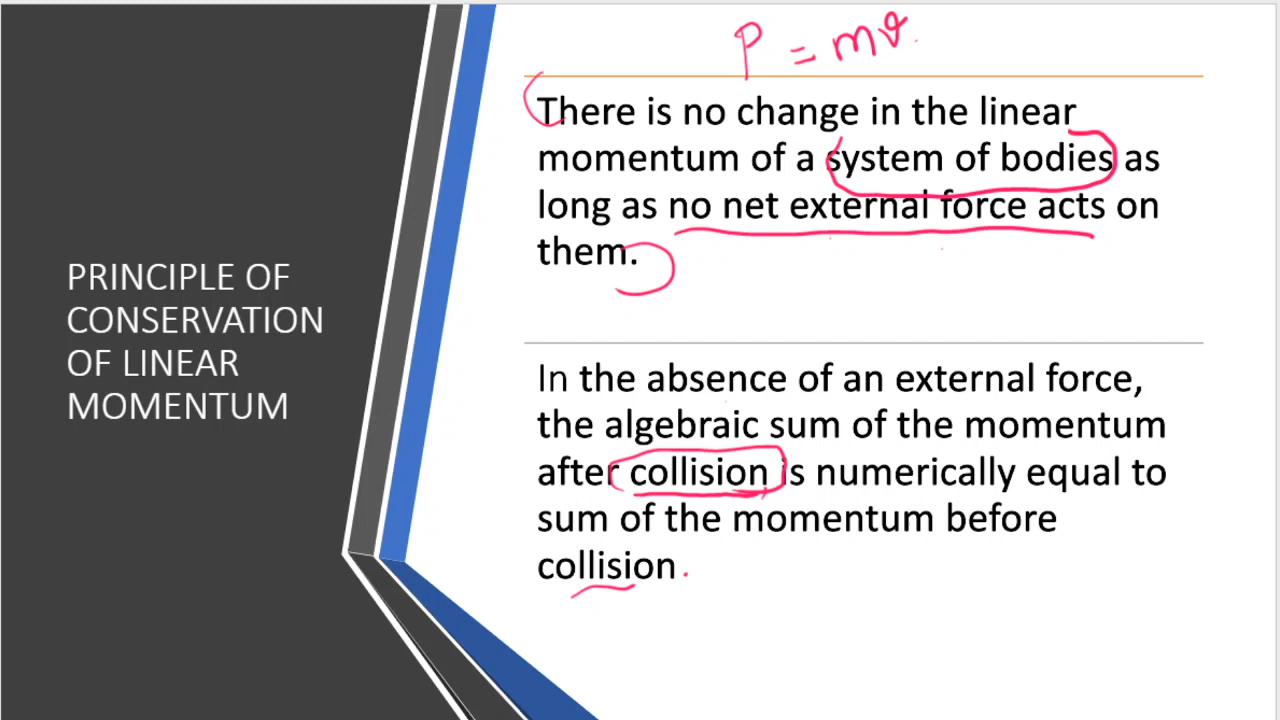 PRINCIPLE OF
CONSERVATION
OF LINEAR
MOMENTUM
P = mv.
There is no change in the linear
momentum of a system of bodies as
long as no net external force acts on
them.
In the absence of an external force,
the algebraic sum of the momentum
after collision is numerically equal to
sum of the momentum before
collision.